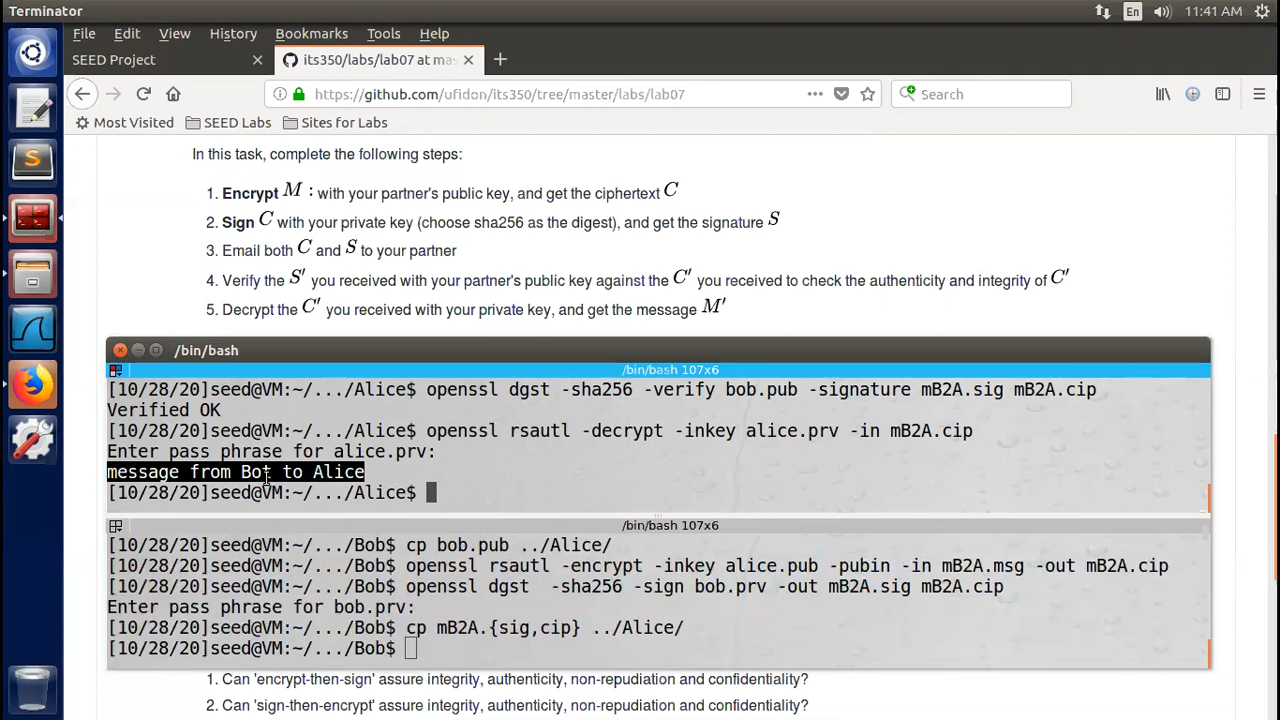 Terminator
En
11:41 AM
File Edit View History Bookmarks Tools Help
SEED Project
its350/labs/lab07 at mas
https://github.com/ufidon/its350/tree/master/labs/lab07
Search
Most Visited SEED Labs Sites for Labs
In this task, complete the following steps:
1. Encrypt M : with your partner's public key, and get the ciphertext C
2. Sign C with your private key (choose sha256 as the digest), and get the signature S
3. Email both C and S to your partner
4. Verify the S′ you received with your partner's public key against the C′ you received to check the authenticity and integrity of C′
5. Decrypt the C′ you received with your private key, and get the message M′
/bin/bash
/bin/bash 107x6
[10/28/20]seed@VM:~/.../Alice$ openssl dgst -sha256 -verify bob.pub -signature mB2A.sig mB2A.cip
Verified OK
[10/28/20]seed@VM:~/.../Alice$ openssl rsautl -decrypt -inkey alice.prv -in mB2A.cip
Enter pass phrase for alice.prv:
message from Bot to Alice
[10/28/20]seed@VM:~/.../Alice$
/bin/bash 107x6
[10/28/20]seed@VM:~/.../Bob$ cp bob.pub ../Alice/
[10/28/20]seed@VM:~/.../Bob$ openssl rsautl -encrypt -inkey alice.pub -pubin -in mB2A.msg -out mB2A.cip
[10/28/20]seed@VM:~/.../Bob$ openssl dgst  -sha256 -sign bob.prv -out mB2A.sig mB2A.cip
Enter pass phrase for bob.prv:
[10/28/20]seed@VM:~/.../Bob$ cp mB2A.{sig,cip} ../Alice/
[10/28/20]seed@VM:~/.../Bob$
1. Can 'encrypt-then-sign' assure integrity, authenticity, non-repudiation and confidentiality?
2. Can 'sign-then-encrypt' assure integrity, authenticity, non-repudiation and confidentiality?